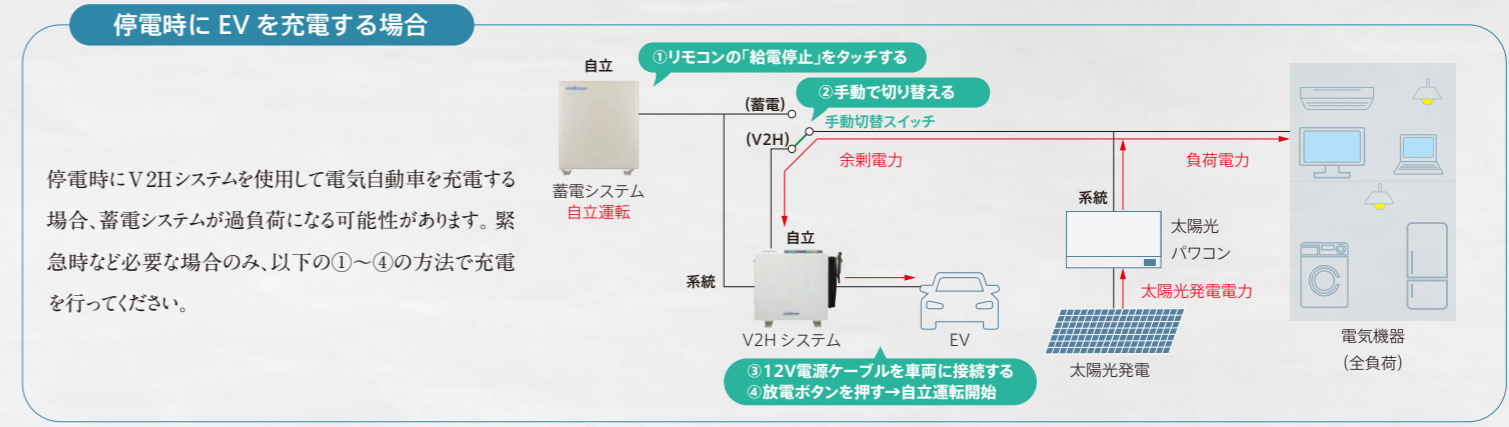 停電時に EV を充電する場合
停電時にV2Hシステムを使用して電気自動車を充電する
場合、蓄電システムが過負荷になる可能性があります。緊
急時など必要な場合のみ、以下の①～④の方法で充電
を行ってください。
自立
①リモコンの「給電停止」をタッチする
(蓄電)
②手動で切り替える
手動切替スイッチ
(V2H)
余剰電力
負荷電力
蓄電システム
自立運転
系統
太陽光
パワコン
自立
系統
太陽光発電電力
V2H システム
EV
③12V電源ケーブルを車両に接続する
④放電ボタンを押す→自立運転開始
太陽光発電
電気機器
(全負荷)